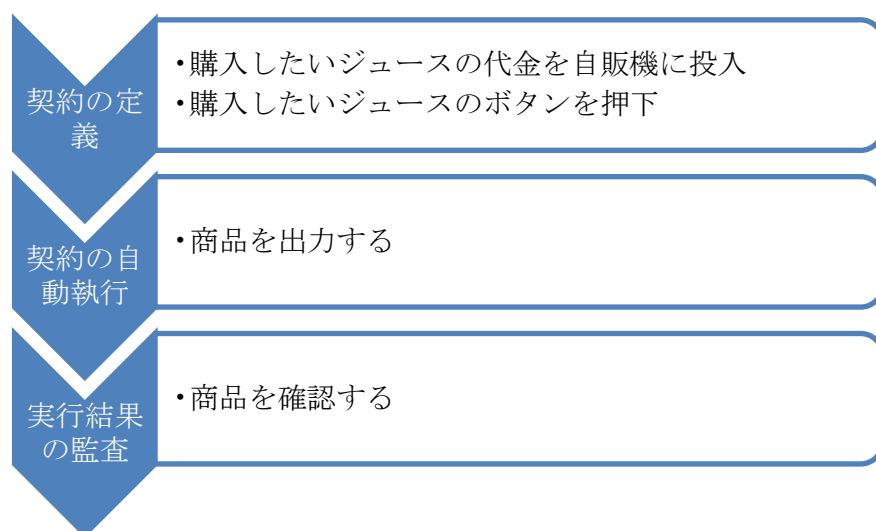 契約の定
義
・購入したいジュースの代金を自販機に投入
・購入したいジュースのボタンを押下
契約の自
動執行
・商品を出力する
実行結果
の監査
・商品を確認する